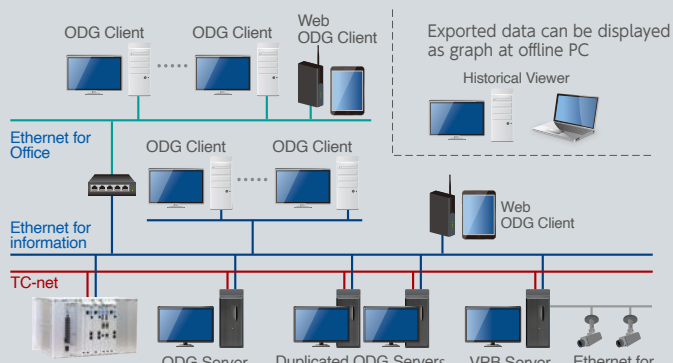 ODG Client
ODG Client
Web
ODG Client
Exported data can be displayed
as graph at offline PC
Historical Viewer
Ethernet for
Office
ODG Client
ODG Client
Web
ODG Client
Ethernet for
information
TC-net
ODG Server
Duplicated ODG Servers
VPB Server
Ethernet for